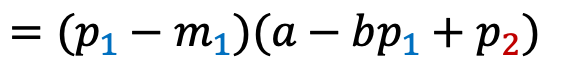 = (p₁ − m₁)(a − bp₁ + p₂)